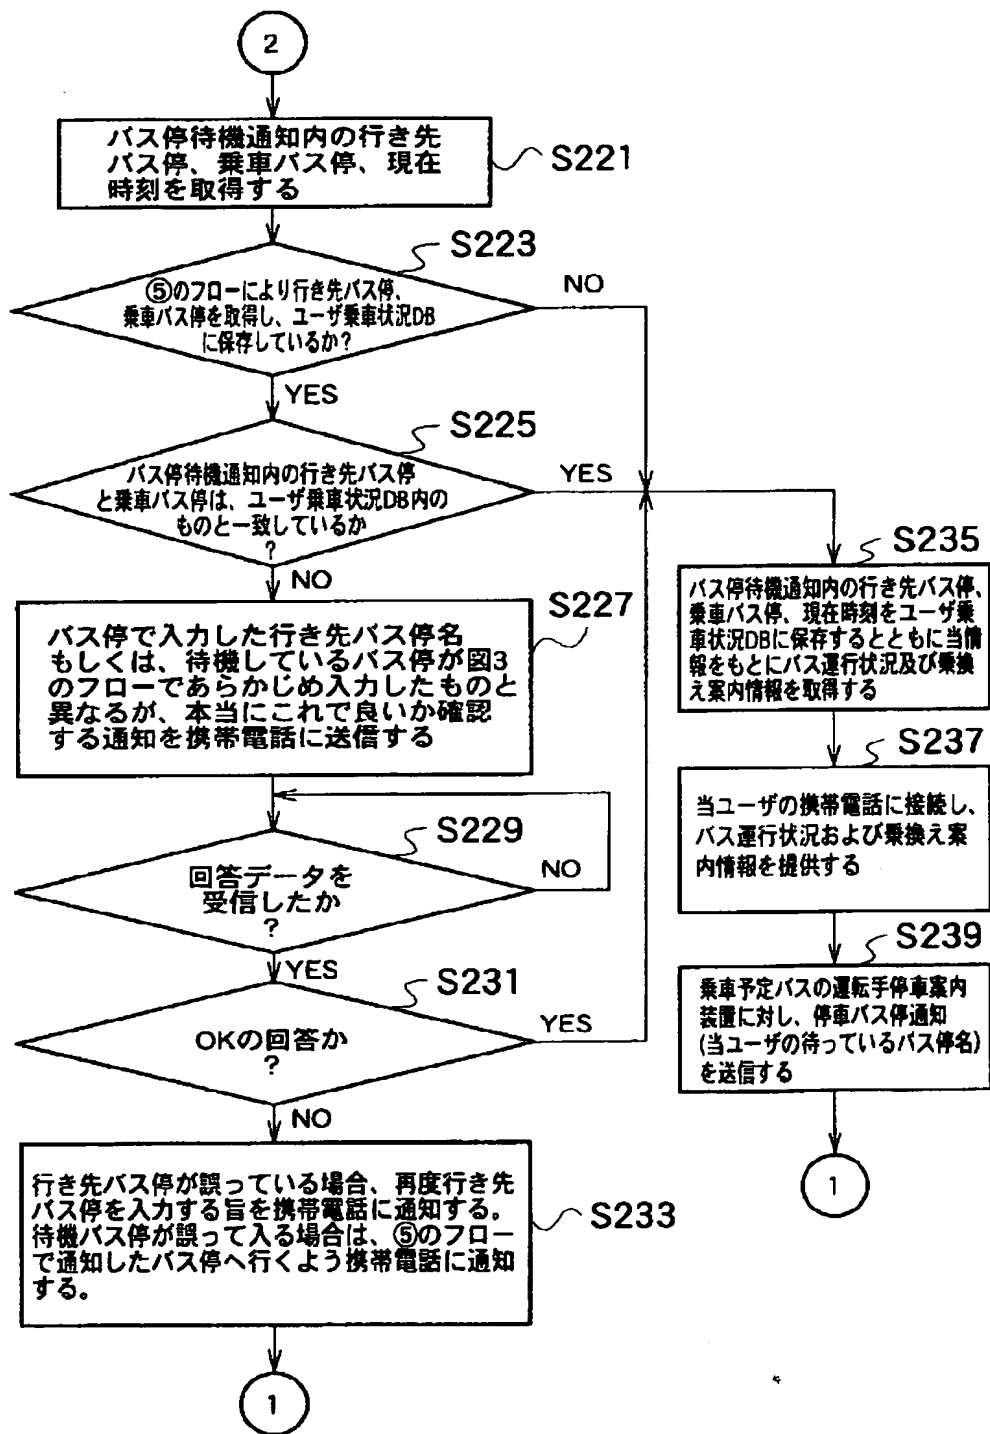 2
バス停待機通知内の行き先
バス停、乗車バス停、現在
時刻を取得する
S221
S223
⑤のフローにより行き先バス停、
乗車バス停を取得し、ユーザ乗車状況DB
に保存しているか?
NO
YES
S225
バス停待機通知内の行き先バス停
と乗車バス停は、ユーザ乗車状況DB内の
ものと一致しているか
?
YES
NO
S227
バス停で入力した行き先バス停名
もしくは、待機しているバス停が図3
のフローであらかじめ入力したものと
異なるが、本当にこれで良いか確認
する通知を携帯電話に送信する
S229
回答データを
受信したか
?
NO
YES
S231
OKの回答か
?
YES
NO
行き先バス停が誤っている場合、再度行き先
バス停を入力する旨を携帯電話に通知する。
待機バス停が誤って入る場合は、⑤のフロー
で通知したバス停へ行くよう携帯電話に通知
する。
S233
1
S235
バス停待機通知内の行き先バス停、
乗車バス停、現在時刻をユーザ乗
車状況DBに保存するとともに当情
報をもとにバス運行状況及び乗換
え案内情報を取得する
S237
当ユーザの携帯電話に接続し、
バス運行状況および乗換え案
内情報を提供する
S239
乗車予定バスの運転手停車案内
装置に対し、停車バス停通知
(当ユーザの待っているバス停名)
を送信する
1